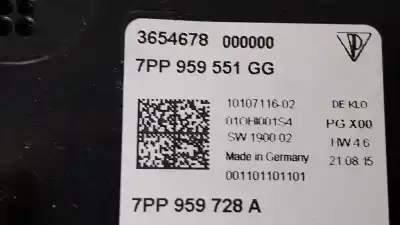 3654678 000000
7PP 959 551 GG
10107116-02 DE KLO
01OHI001S4 PG X00
SW 1900 02 HW 4.6
Made in Germany 21.08.15
001101101101
7PP 959 728 A